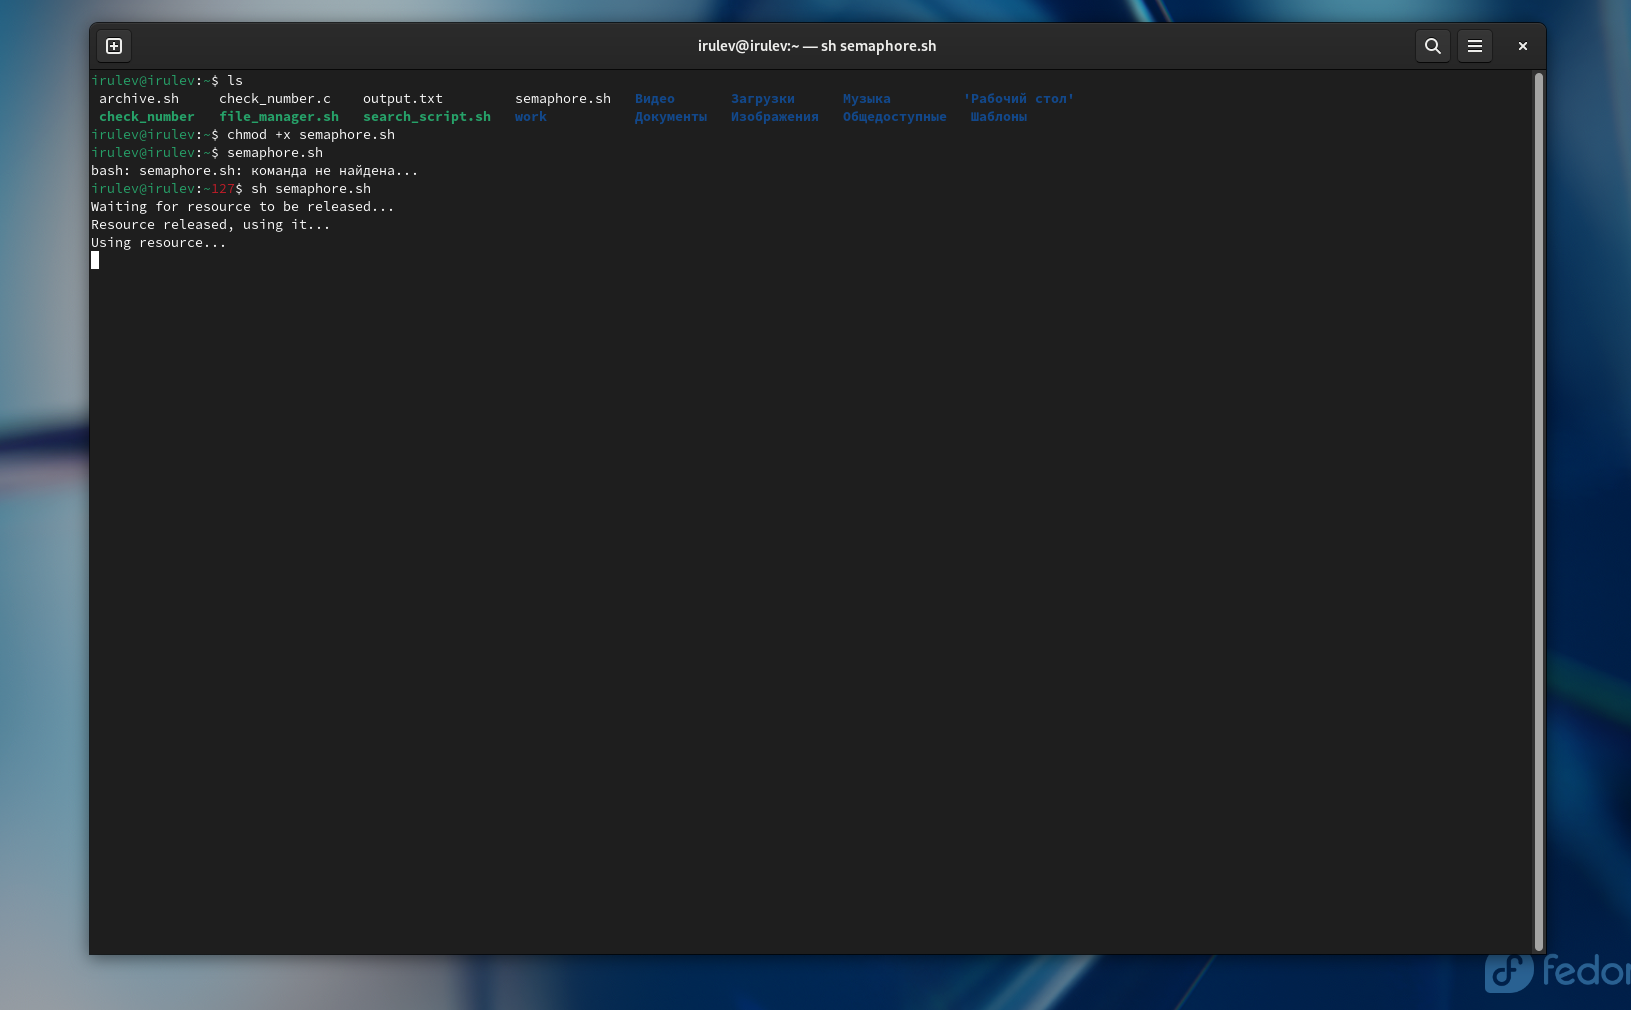 irulev@irulev:~ — sh semaphore.sh
irulev@irulev:~$ ls
archive.sh check_number.c output.txt semaphore.sh Видео Загрузки Музыка 'Рабочий стол'
check_number file_manager.sh search_script.sh work Документы Изображения Общедоступные Шаблоны
irulev@irulev:~$ chmod +x semaphore.sh
irulev@irulev:~$ semaphore.sh
bash: semaphore.sh: команда не найдена...
irulev@irulev:~127$ sh semaphore.sh
Waiting for resource to be released...
Resource released, using it...
Using resource...
fedor